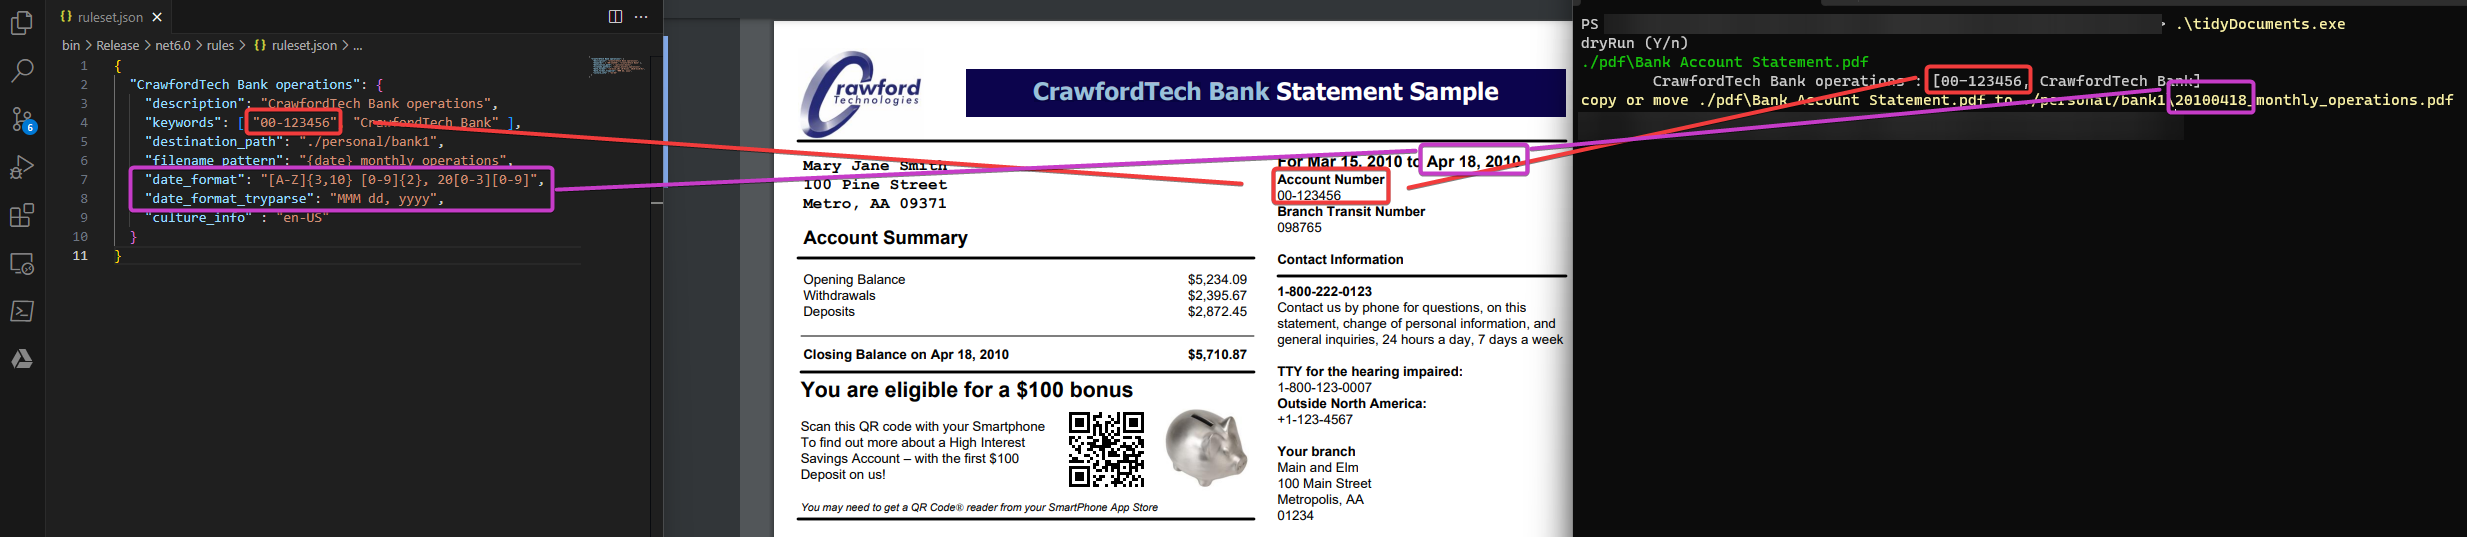 ruleset.json
bin > Release > net6.0 > rules > {} ruleset.json > ...
1 {
2 "CrawfordTech Bank operations": {
3 "description": "CrawfordTech Bank operations",
4 "keywords": [ "00-123456", "CrawfordTech Bank" ],
5 "destination_path": "./personal/bank1",
6 "filename_pattern": "{date}_monthly_operations",
7 "date_format": "[A-Z]{3,10} [0-9]{2}, 20[0-3][0-9]",
8 "date_format_tryparse": "MMM dd, yyyy",
9 "culture_info" : "en-US"
10 }
11 }
6
Crawford
Technologies
CrawfordTech Bank Statement Sample
Mary Jane Smith
100 Pine Street
Metro, AA 09371
Account Summary
Opening Balance $5,234.09
Withdrawals $2,395.67
Deposits $2,872.45
Closing Balance on Apr 18, 2010 $5,710.87
You are eligible for a $100 bonus
Scan this QR code with your Smartphone
To find out more about a High Interest
Savings Account – with the first $100
Deposit on us!
You may need to get a QR Code® reader from your SmartPhone App Store
For Mar 15, 2010 to Apr 18, 2010
Account Number
00-123456
Branch Transit Number
098765
Contact Information
1-800-222-0123
Contact us by phone for questions, on this
statement, change of personal information, and
general inquiries, 24 hours a day, 7 days a week
TTY for the hearing impaired:
1-800-123-0007
Outside North America:
+1-123-4567
Your branch
Main and Elm
100 Main Street
Metropolis, AA
01234
PS > .\tidyDocuments.exe
dryRun (Y/n)
./pdf\Bank Account Statement.pdf
CrawfordTech Bank operations : [00-123456, CrawfordTech Bank]
copy or move ./pdf\Bank Account Statement.pdf to ./personal/bank1\20100418_monthly_operations.pdf